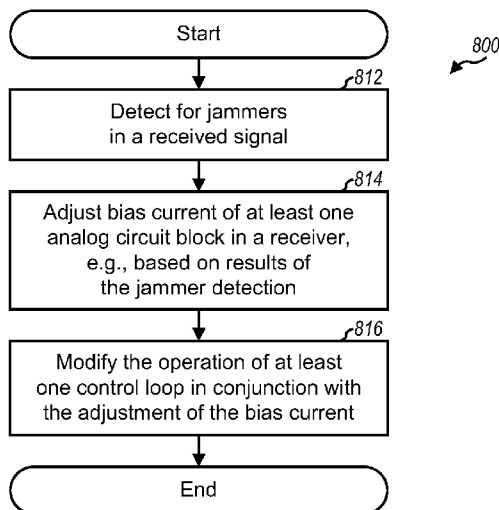 Start
800
812
Detect for jammers
in a received signal
814
Adjust bias current of at least one
analog circuit block in a receiver,
e.g., based on results of
the jammer detection
816
Modify the operation of at least
one control loop in conjunction with
the adjustment of the bias current
End